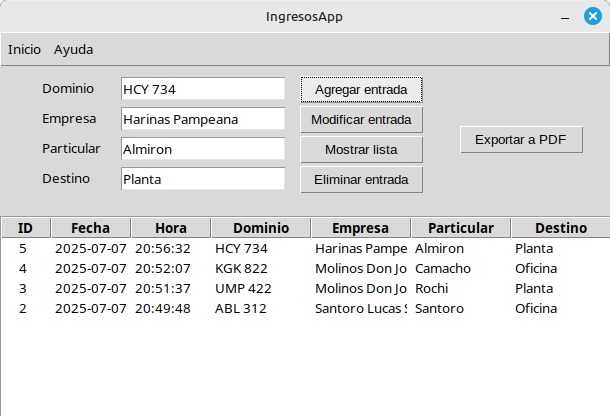 IngresosApp
Inicio Ayuda
Dominio HCY 734 Agregar entrada
Empresa Harinas Pampeana Modificar entrada
Exportar a PDF
Particular Almiron Mostrar lista
Destino Planta Eliminar entrada
ID Fecha Hora Dominio Empresa Particular Destino
5 2025-07-07 20:56:32 HCY 734 Harinas Pampe Almiron Planta
4 2025-07-07 20:52:07 KGK 822 Molinos Don Jo Camacho Oficina
3 2025-07-07 20:51:37 UMP 422 Molinos Don Jo Rochi Planta
2 2025-07-07 20:49:48 ABL 312 Santoro Lucas Santoro Oficina